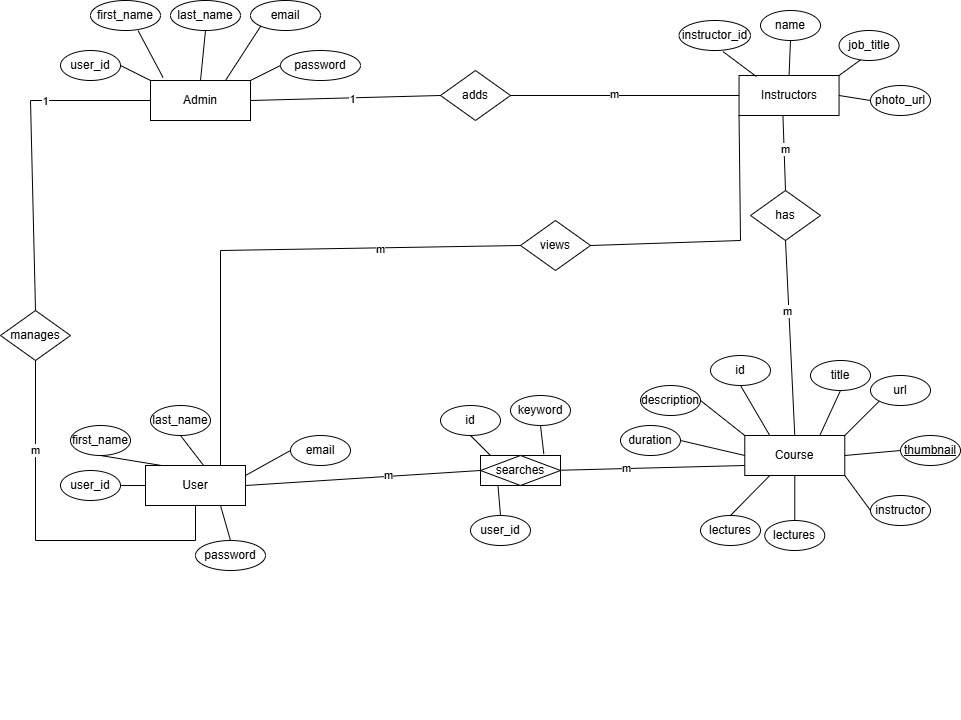 first_name
last_name
email
user_id
password
Admin
1
1
adds
m
instructor_id
name
job_title
Instructors
photo_url
m
has
views
m
m
manages
m
id
title
url
description
duration
Course
thumbnail
instructor
lectures
lectures
id
keyword
searches
m
m
user_id
last_name
first_name
email
user_id
User
password